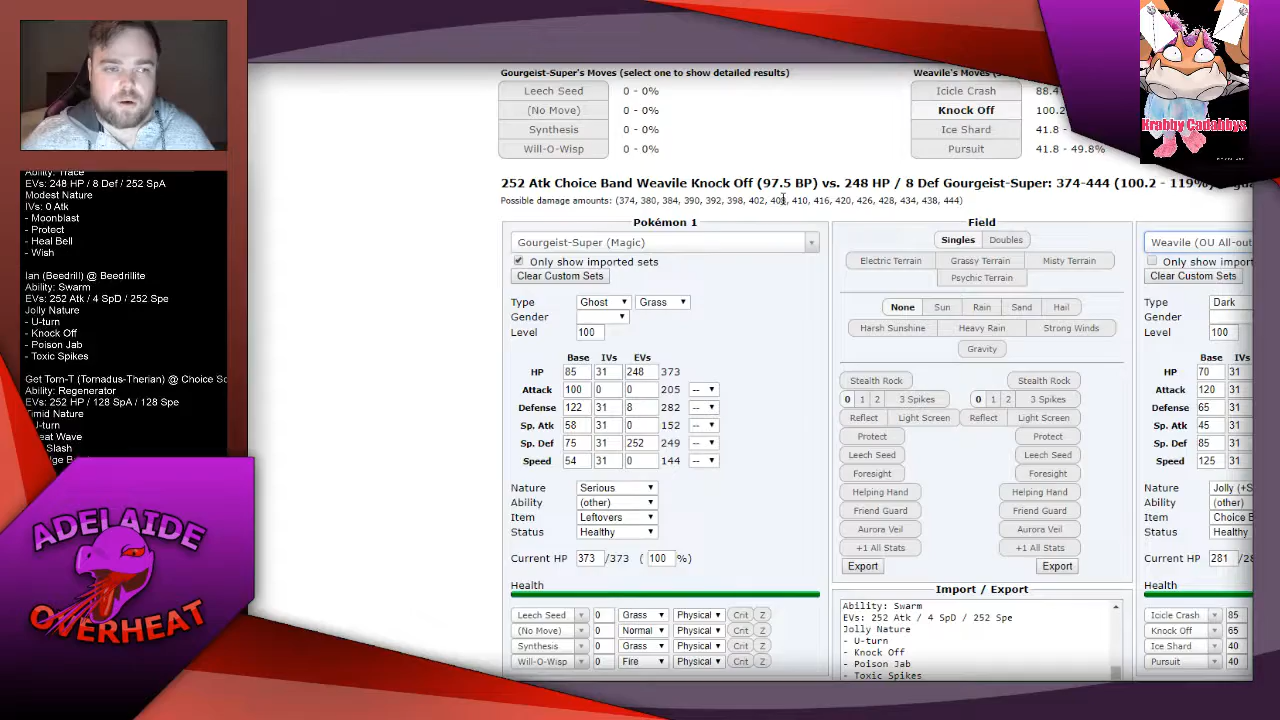 Ability: Trace
EVs: 248 HP / 8 Def / 252 SpA
Modest Nature
IVs: 0 Atk
- Moonblast
- Protect
- Heal Bell
- Wish
Ian (Beedrill) @ Beedrillite
Ability: Swarm
EVs: 252 Atk / 4 SpD / 252 Spe
Jolly Nature
- U-turn
- Knock Off
- Poison Jab
- Toxic Spikes
Get Torn-T (Tornadus-Therian) @ Choice Sc
Ability: Regenerator
EVs: 252 HP / 128 SpA / 128 Spe
Timid Nature
U-turn
eat Wave
Slash
ADELAIDE
OVERHEAT
Krabby Cadabbys
Gourgeist-Super's Moves (select one to show detailed results)
Leech Seed 0 - 0%
(No Move) 0 - 0%
Synthesis 0 - 0%
Will-O-Wisp 0 - 0%
Weavile's Moves (s
Icicle Crash 88.4
Knock Off 100.2
Ice Shard 41.8 -
Pursuit 41.8 - 49.8%
252 Atk Choice Band Weavile Knock Off (97.5 BP) vs. 248 HP / 8 Def Gourgeist-Super: 374-444 (100.2 - 119%)
Possible damage amounts: (374, 380, 384, 390, 392, 398, 402, 410, 416, 420, 426, 428, 434, 438, 444)
Pokémon 1
Gourgeist-Super (Magic)
Only show imported sets
Clear Custom Sets
Type Ghost Grass
Gender
Level 100
Base IVs EVs
HP 85 31 248 373
Attack 100 0 0 205 --
Defense 122 31 8 282 --
Sp. Atk 58 31 0 152 --
Sp. Def 75 31 252 249 --
Speed 54 31 0 144 --
Nature Serious
Ability (other)
Item Leftovers
Status Healthy
Current HP 373 /373 ( 100 %)
Health
Leech Seed 0 Grass Physical Crit Z
(No Move) 0 Normal Physical Crit Z
Synthesis 0 Grass Physical Crit Z
Will-O-Wisp 0 Fire Physical Crit Z
Field
Singles Doubles
Electric Terrain Grassy Terrain Misty Terrain
Psychic Terrain
None Sun Rain Sand Hail
Harsh Sunshine Heavy Rain Strong Winds
Gravity
Stealth Rock Stealth Rock
0 1 2 3 Spikes 0 1 2 3 Spikes
Reflect Light Screen Reflect Light Screen
Protect Protect
Leech Seed Leech Seed
Foresight Foresight
Helping Hand Helping Hand
Friend Guard Friend Guard
Aurora Veil Aurora Veil
+1 All Stats +1 All Stats
Export Export
Import / Export
Ability: Swarm
EVs: 252 Atk / 4 SpD / 252 Spe
Jolly Nature
- U-turn
- Knock Off
- Poison Jab
- Toxic Spikes
Weavile (OU All-out
Only show impor
Clear Custom Sets
Type Dark
Gender
Level 100
Base IVs
HP 70 31
Attack 120 31
Defense 65 31
Sp. Atk 45 31
Sp. Def 85 31
Speed 125 31
Nature Jolly (+S
Ability (other)
Item Choice B
Status Healthy
Current HP 281 /28
Health
Icicle Crash 85
Knock Off 65
Ice Shard 40
Pursuit 40